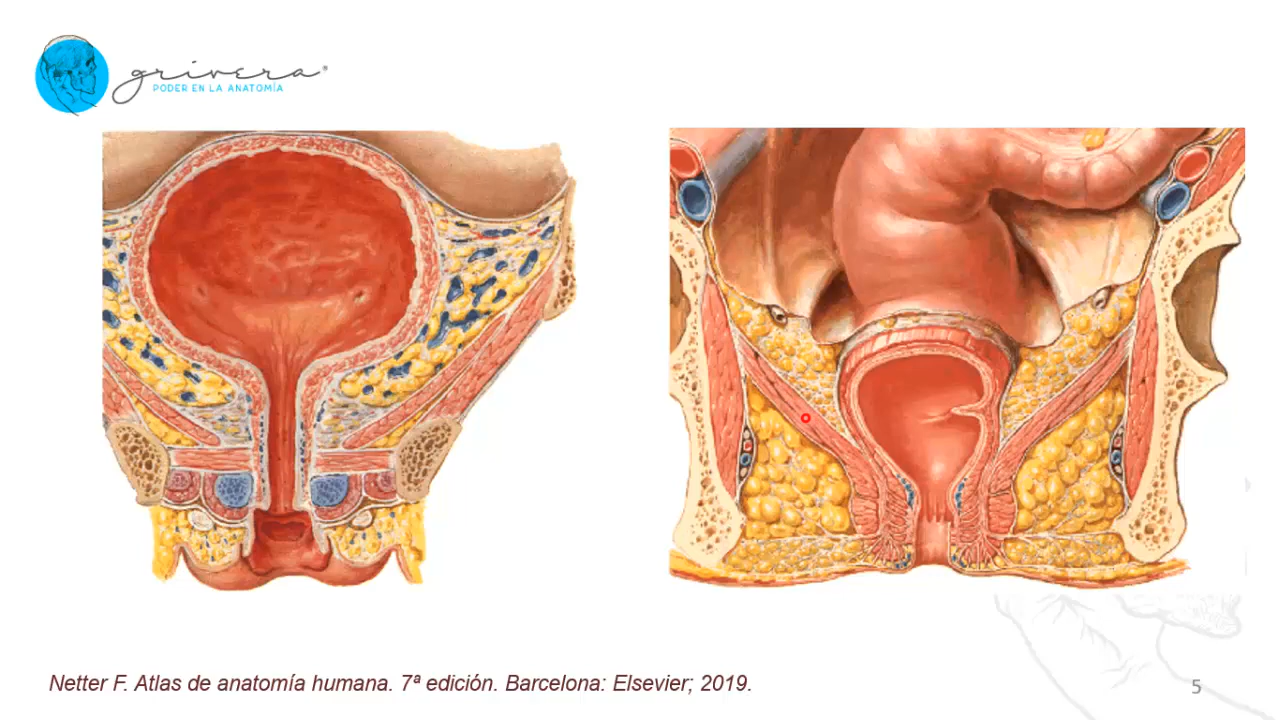 grivera®
PODER EN LA ANATOMÍA
Netter F. Atlas de anatomía humana. 7ª edición. Barcelona: Elsevier; 2019.
5